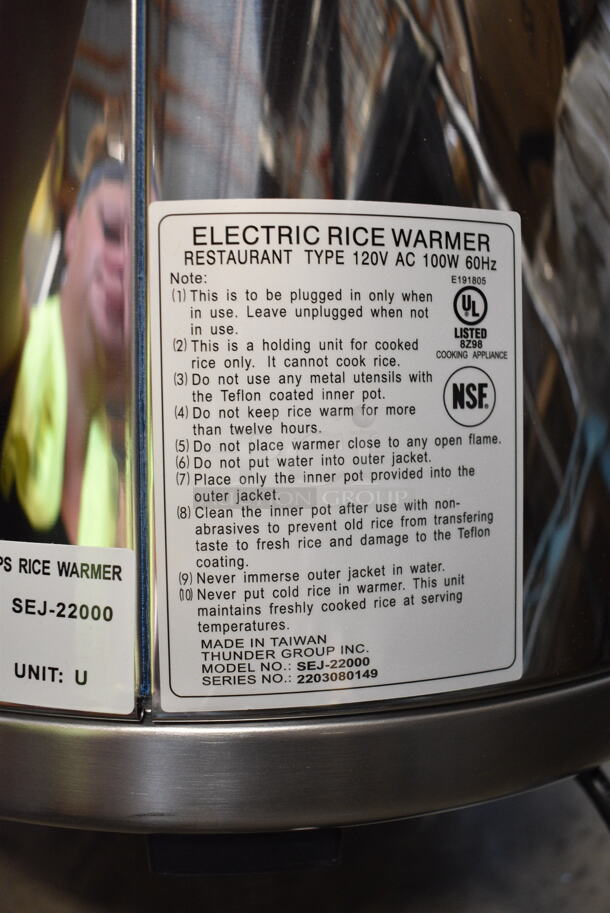 ELECTRIC RICE WARMER
RESTAURANT TYPE 120V AC 100W 60Hz
Note:
(1) This is to be plugged in only when
in use. Leave unplugged when not
in use.
(2) This is a holding unit for cooked
rice only. It cannot cook rice.
(3) Do not use any metal utensils with
the Teflon coated inner pot.
(4) Do not keep rice warm for more
than twelve hours.
(5) Do not place warmer close to any open flame.
(6) Do not put water into outer jacket.
(7) Place only the inner pot provided into the
outer jacket.
(8) Clean the inner pot after use with non-
abrasives to prevent old rice from transfering
taste to fresh rice and damage to the Teflon
coating.
(9) Never immerse outer jacket in water.
(10) Never put cold rice in warmer. This unit
maintains freshly cooked rice at serving
temperatures.
MADE IN TAIWAN
THUNDER GROUP INC.
MODEL NO.: SEJ-22000
SERIES NO.: 2203080149
E191805
UL
LISTED
8Z98
COOKING APPLIANCE
NSF®
PS RICE WARMER
SEJ-22000
UNIT: U
GROUP